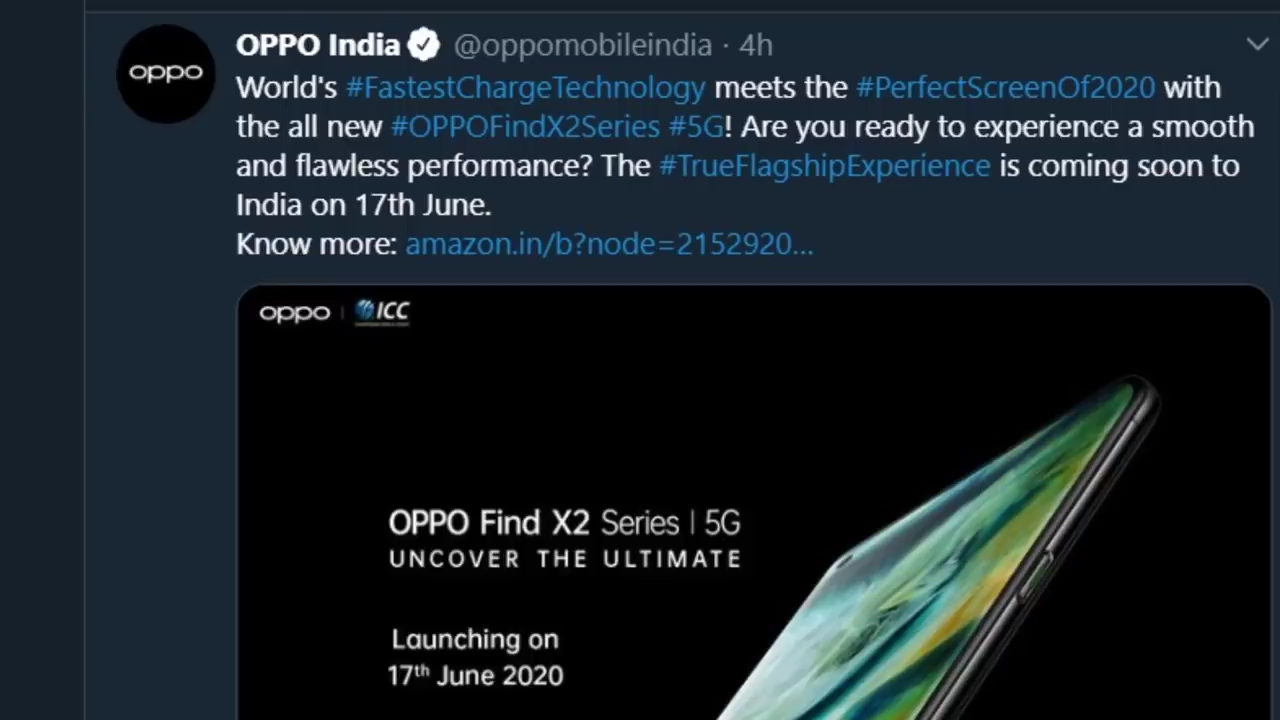 oppo
OPPO India @oppomobileindia · 4h
World's #FastestChargeTechnology meets the #PerfectScreenOf2020 with
the all new #OPPOFindX2Series #5G! Are you ready to experience a smooth
and flawless performance? The #TrueFlagshipExperience is coming soon to
India on 17th June.
Know more: amazon.in/b?node=2152920...
oppo | ICC
OPPO Find X2 Series | 5G
UNCOVER THE ULTIMATE
Launching on
17th June 2020